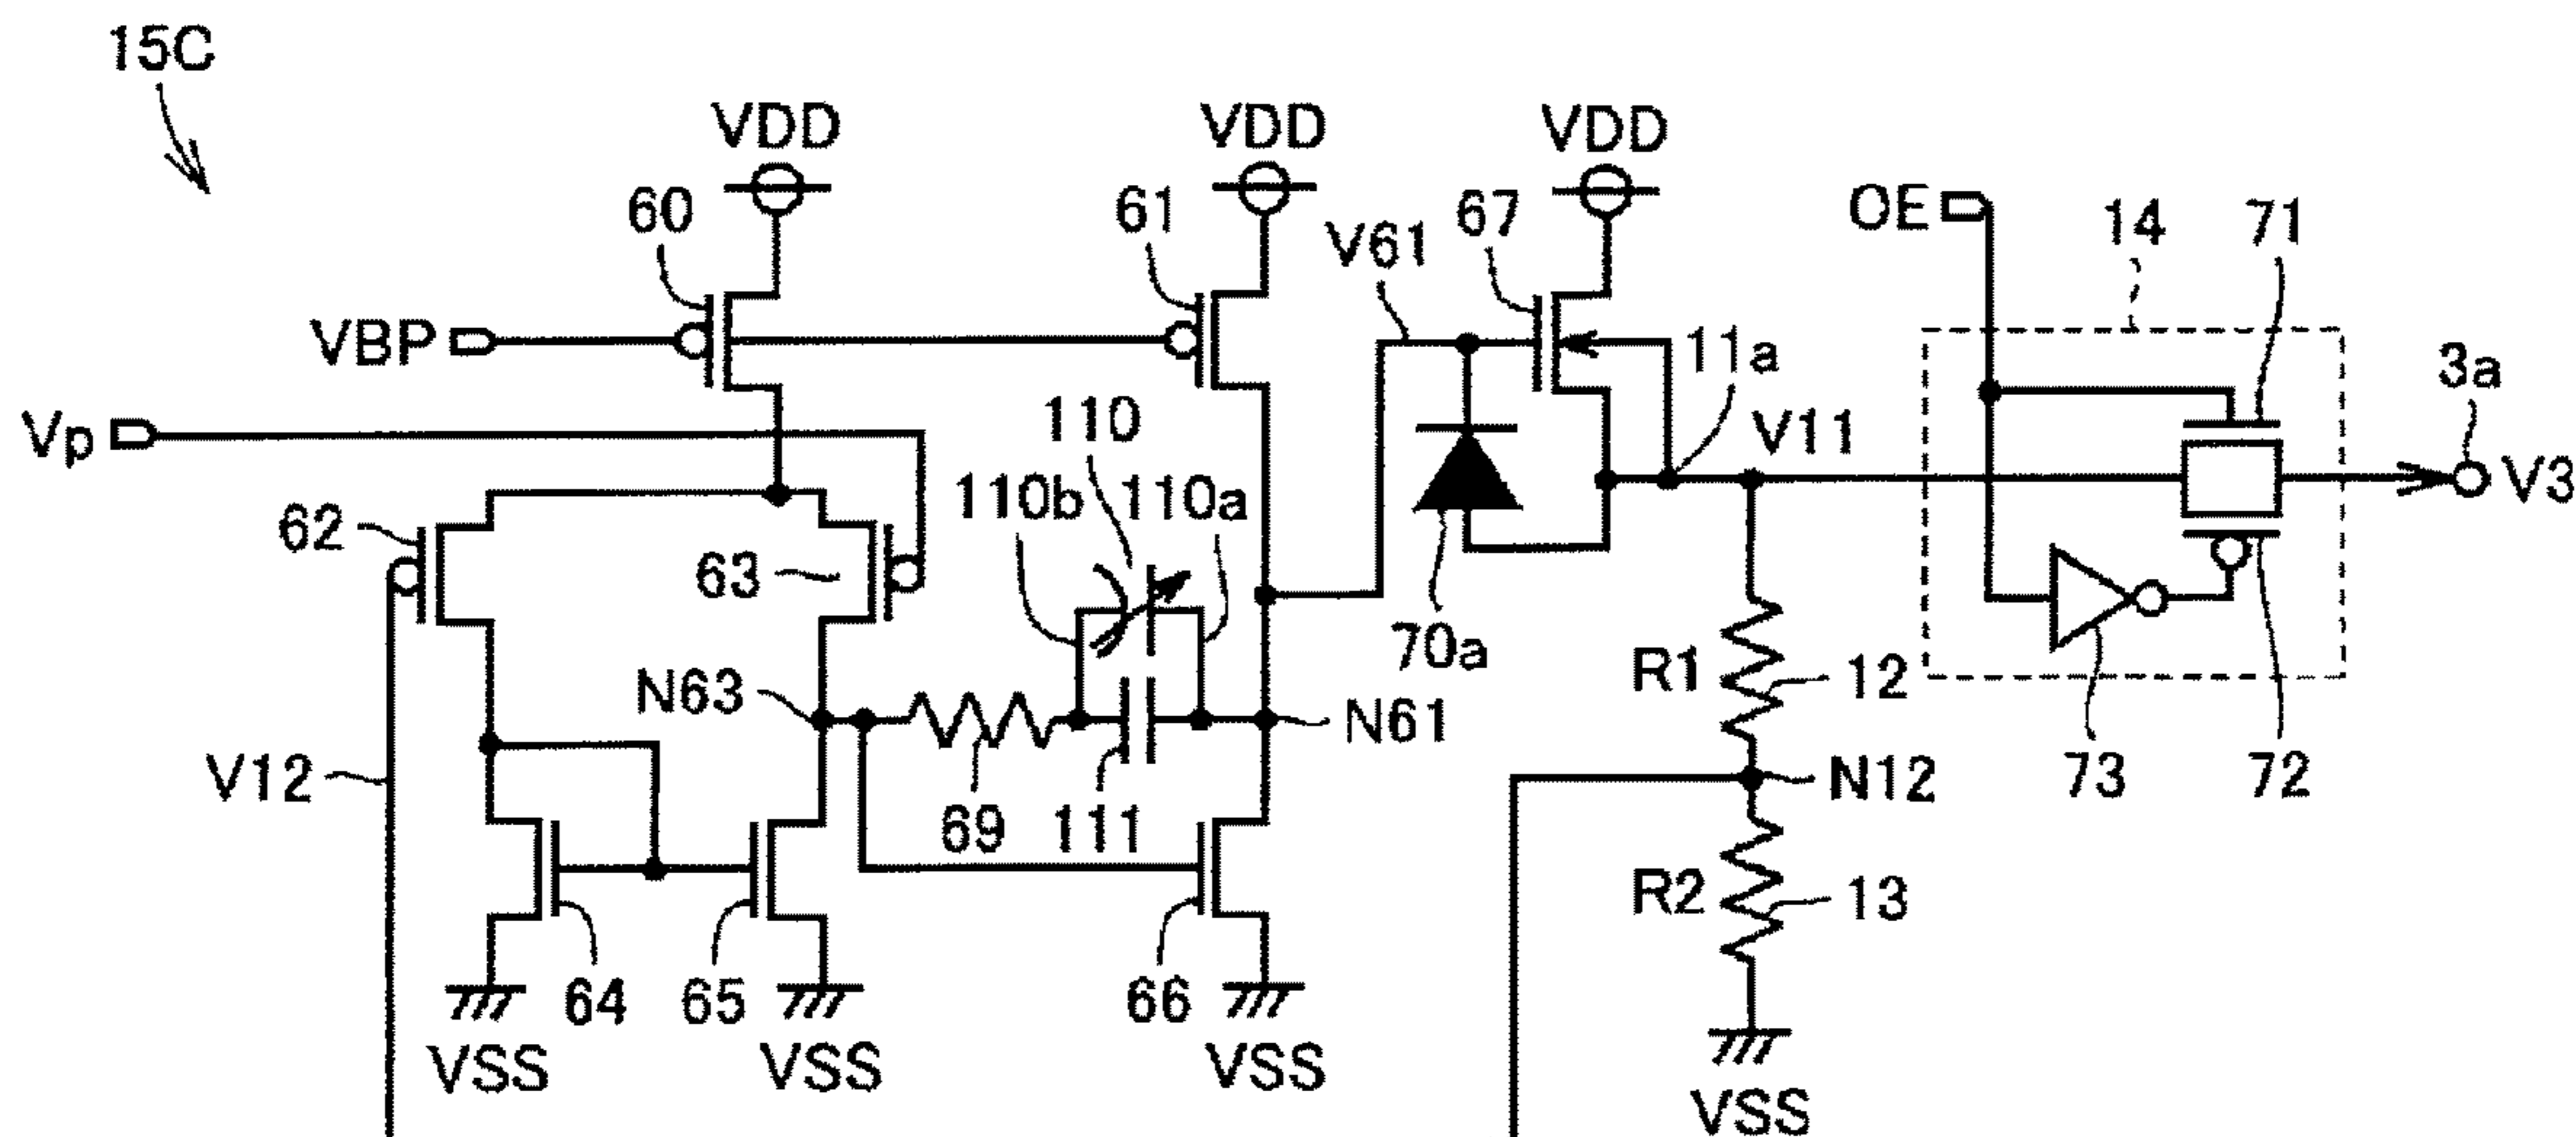 15C
VDD
VDD
VDD
60
61
V61
67
OE
14
71
VBP
11a
3a
Vp
110
V11
110b
110a
V3
62
63
70a
N63
N61
R1
12
V12
69
111
N12
73
72
R2
13
64
65
66
VSS
VSS
VSS
VSS